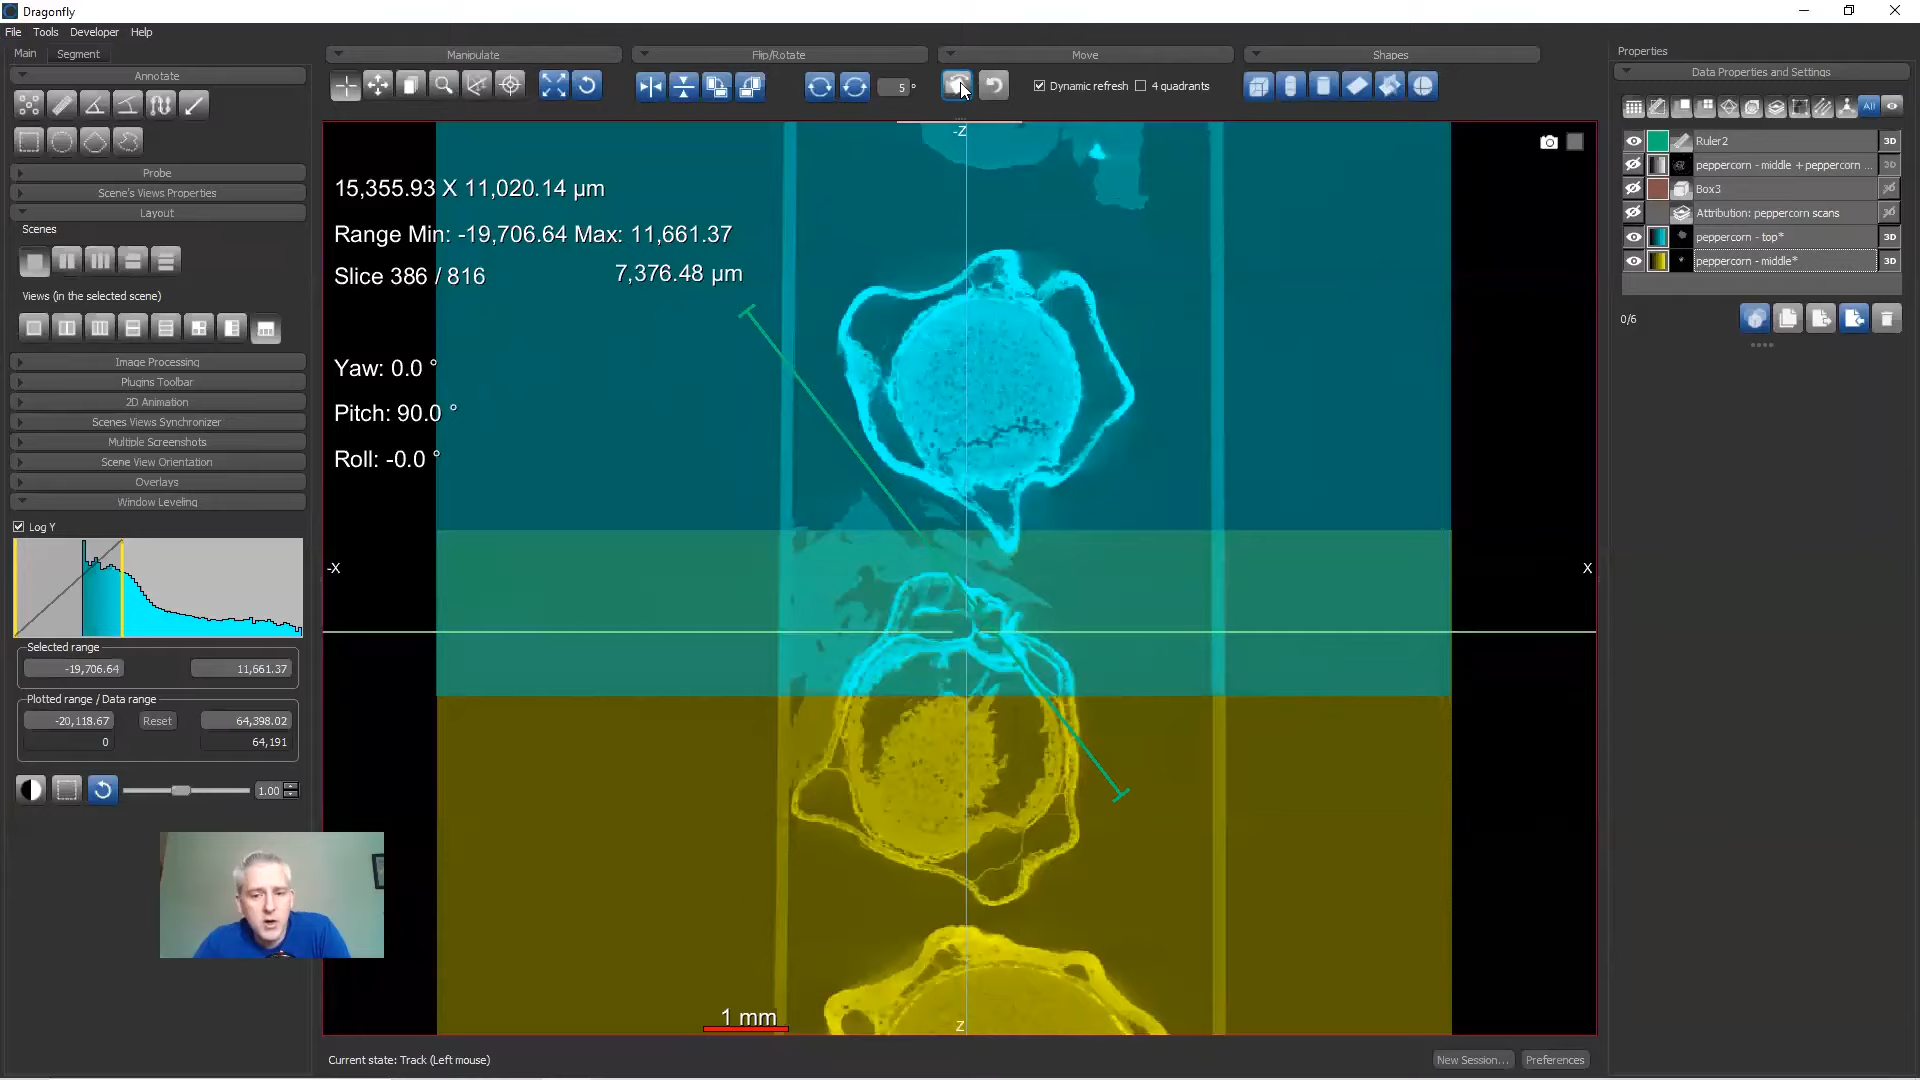 Dragonfly
File Tools Developer Help
Main Segment
Annotate
Probe
Scene's Views Properties
Layout
Scenes
Views (in the selected scene)
Image Processing
Plugins Toolbar
2D Animation
Scenes Views Synchronizer
Multiple Screenshots
Scene View Orientation
Overlays
Window Leveling
Log Y
Selected range
-19,706.64 11,661.37
Plotted range / Data range
-20,118.67 Reset 64,398.02
0 64,191
1.00
Manipulate
Flip/Rotate
5 °
Move
Dynamic refresh 4 quadrants
Shapes
-Z
15,355.93 X 11,020.14 µm
Range Min: -19,706.64 Max: 11,661.37
Slice 386 / 816
7,376.48 µm
Yaw: 0.0 °
Pitch: 90.0 °
Roll: -0.0 °
-X
X
1 mm
Z
Current state: Track (Left mouse)
New Session... Preferences
Properties
Data Properties and Settings
All
Ruler2 3D
peppercorn - middle + peppercorn ... 3D
Box3
Attribution: peppercorn scans
peppercorn - top* 3D
peppercorn - middle* 3D
0/6